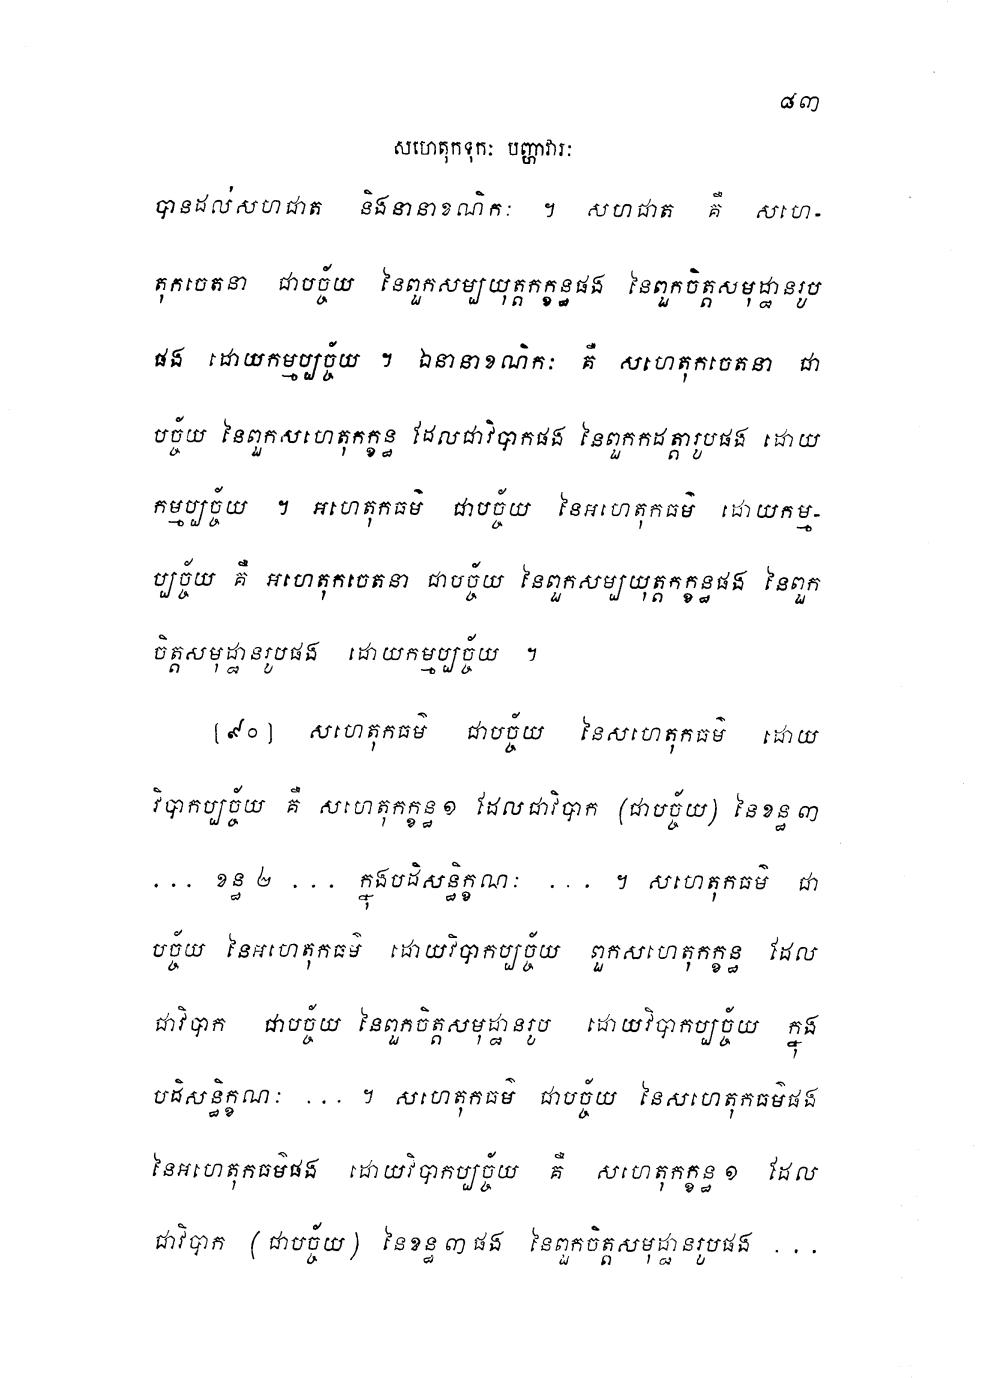 ៨៣
សហេតុកទុកៈ បញ្ហាវារៈ
បានដល់សហជាត និងនានាខណិកៈ ។ សហជាត គឺ សហេ-
តុកចេតនា ជាបច្ច័យ នៃពួកសម្បយុត្តកក្ខន្ធផង នៃពួកចិត្តសមុដ្ឋានរូប
ផង ដោយកម្មប្បច្ច័យ ។ ឯនានាខណិកៈ គឺ សហេតុកចេតនា ជា
បច្ច័យ នៃពួកសហេតុកក្ខន្ធ ដែលជាវិបាកផង នៃពួកកដត្តារូបផង ដោយ
កម្មប្បច្ច័យ ។ អហេតុកធម៌ ជាបច្ច័យ នៃអហេតុកធម៌ ដោយកម្ម-
ប្បច្ច័យ គឺ អហេតុកចេតនា ជាបច្ច័យ នៃពួកសម្បយុត្តកក្ខន្ធផង នៃពួក
ចិត្តសមុដ្ឋានរូបផង ដោយកម្មប្បច្ច័យ ។
[៩០] សហេតុកធម៌ ជាបច្ច័យ នៃសហេតុកធម៌ ដោយ
វិបាកប្បច្ច័យ គឺ សហេតុកក្ខន្ធ១ ដែលជាវិបាក (ជាបច្ច័យ) នៃខន្ធ៣
... ខន្ធ២ ... ក្នុងបដិសន្ធិក្ខណៈ ... ។ សហេតុកធម៌ ជា
បច្ច័យ នៃអហេតុកធម៌ ដោយវិបាកប្បច្ច័យ ពួកសហេតុកក្ខន្ធ ដែល
ជាវិបាក ជាបច្ច័យ នៃពួកចិត្តសមុដ្ឋានរូប ដោយវិបាកប្បច្ច័យ ក្នុង
បដិសន្ធិក្ខណៈ ... ។ សហេតុកធម៌ ជាបច្ច័យ នៃសហេតុកធម៌ផង
នៃអហេតុកធម៌ផង ដោយវិបាកប្បច្ច័យ គឺ សហេតុកក្ខន្ធ១ ដែល
ជាវិបាក (ជាបច្ច័យ) នៃខន្ធ៣ផង នៃពួកចិត្តសមុដ្ឋានរូបផង ...